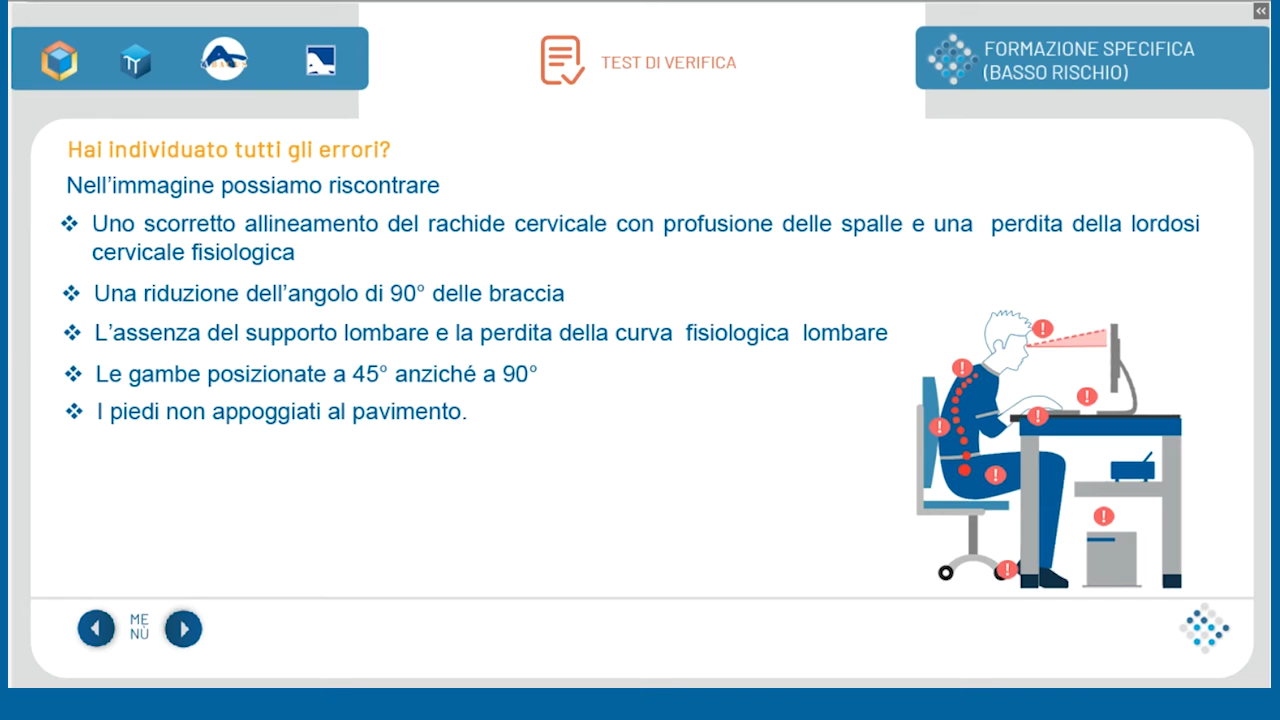 TEST DI VERIFICA
FORMAZIONE SPECIFICA
(BASSO RISCHIO)
Hai individuato tutti gli errori?
Nell'immagine possiamo riscontrare
❖ Uno scorretto allineamento del rachide cervicale con profusione delle spalle e una perdita della lordosi
cervicale fisiologica
❖ Una riduzione dell'angolo di 90° delle braccia
❖ L'assenza del supporto lombare e la perdita della curva fisiologica lombare
❖ Le gambe posizionate a 45° anziché a 90°
❖ I piedi non appoggiati al pavimento.
ME
NÙ